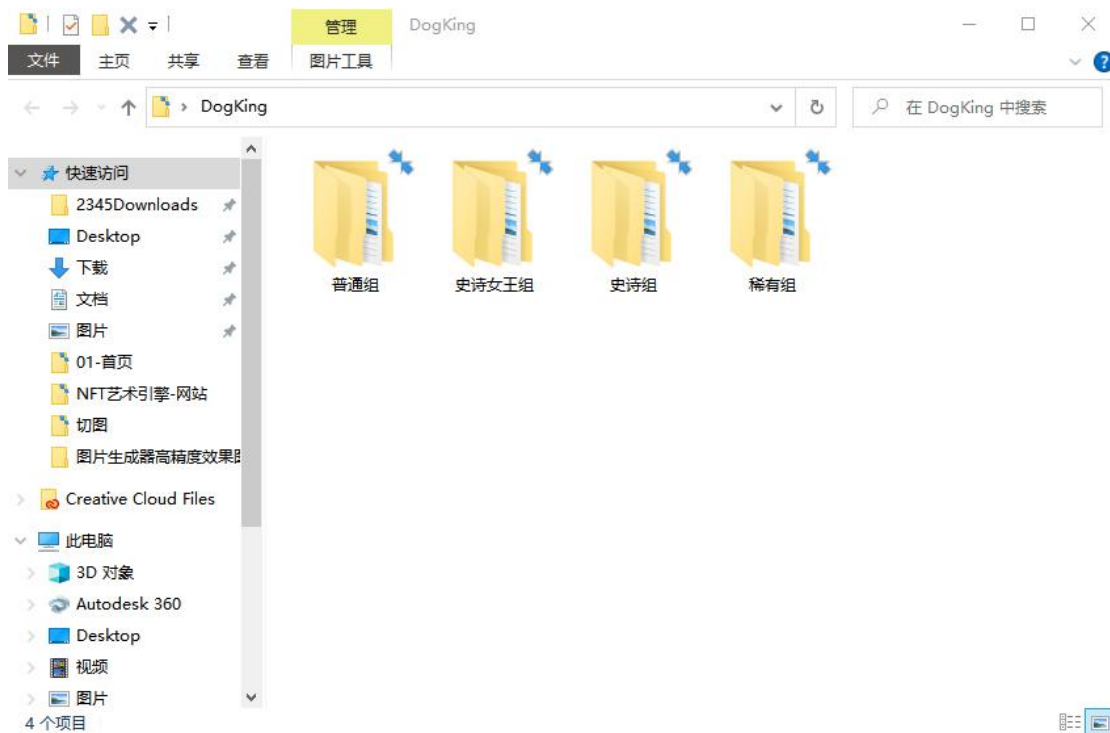 管理
DogKing
文件
主页
共享
查看
图片工具
DogKing
在 DogKing 中搜索
快速访问
2345Downloads
Desktop
下载
文档
图片
01-首页
NFT艺术引擎-网站
切图
图片生成器高精度效果
Creative Cloud Files
此电脑
3D 对象
Autodesk 360
Desktop
视频
图片
普通组
史诗女王组
史诗组
稀有组
4 个项目